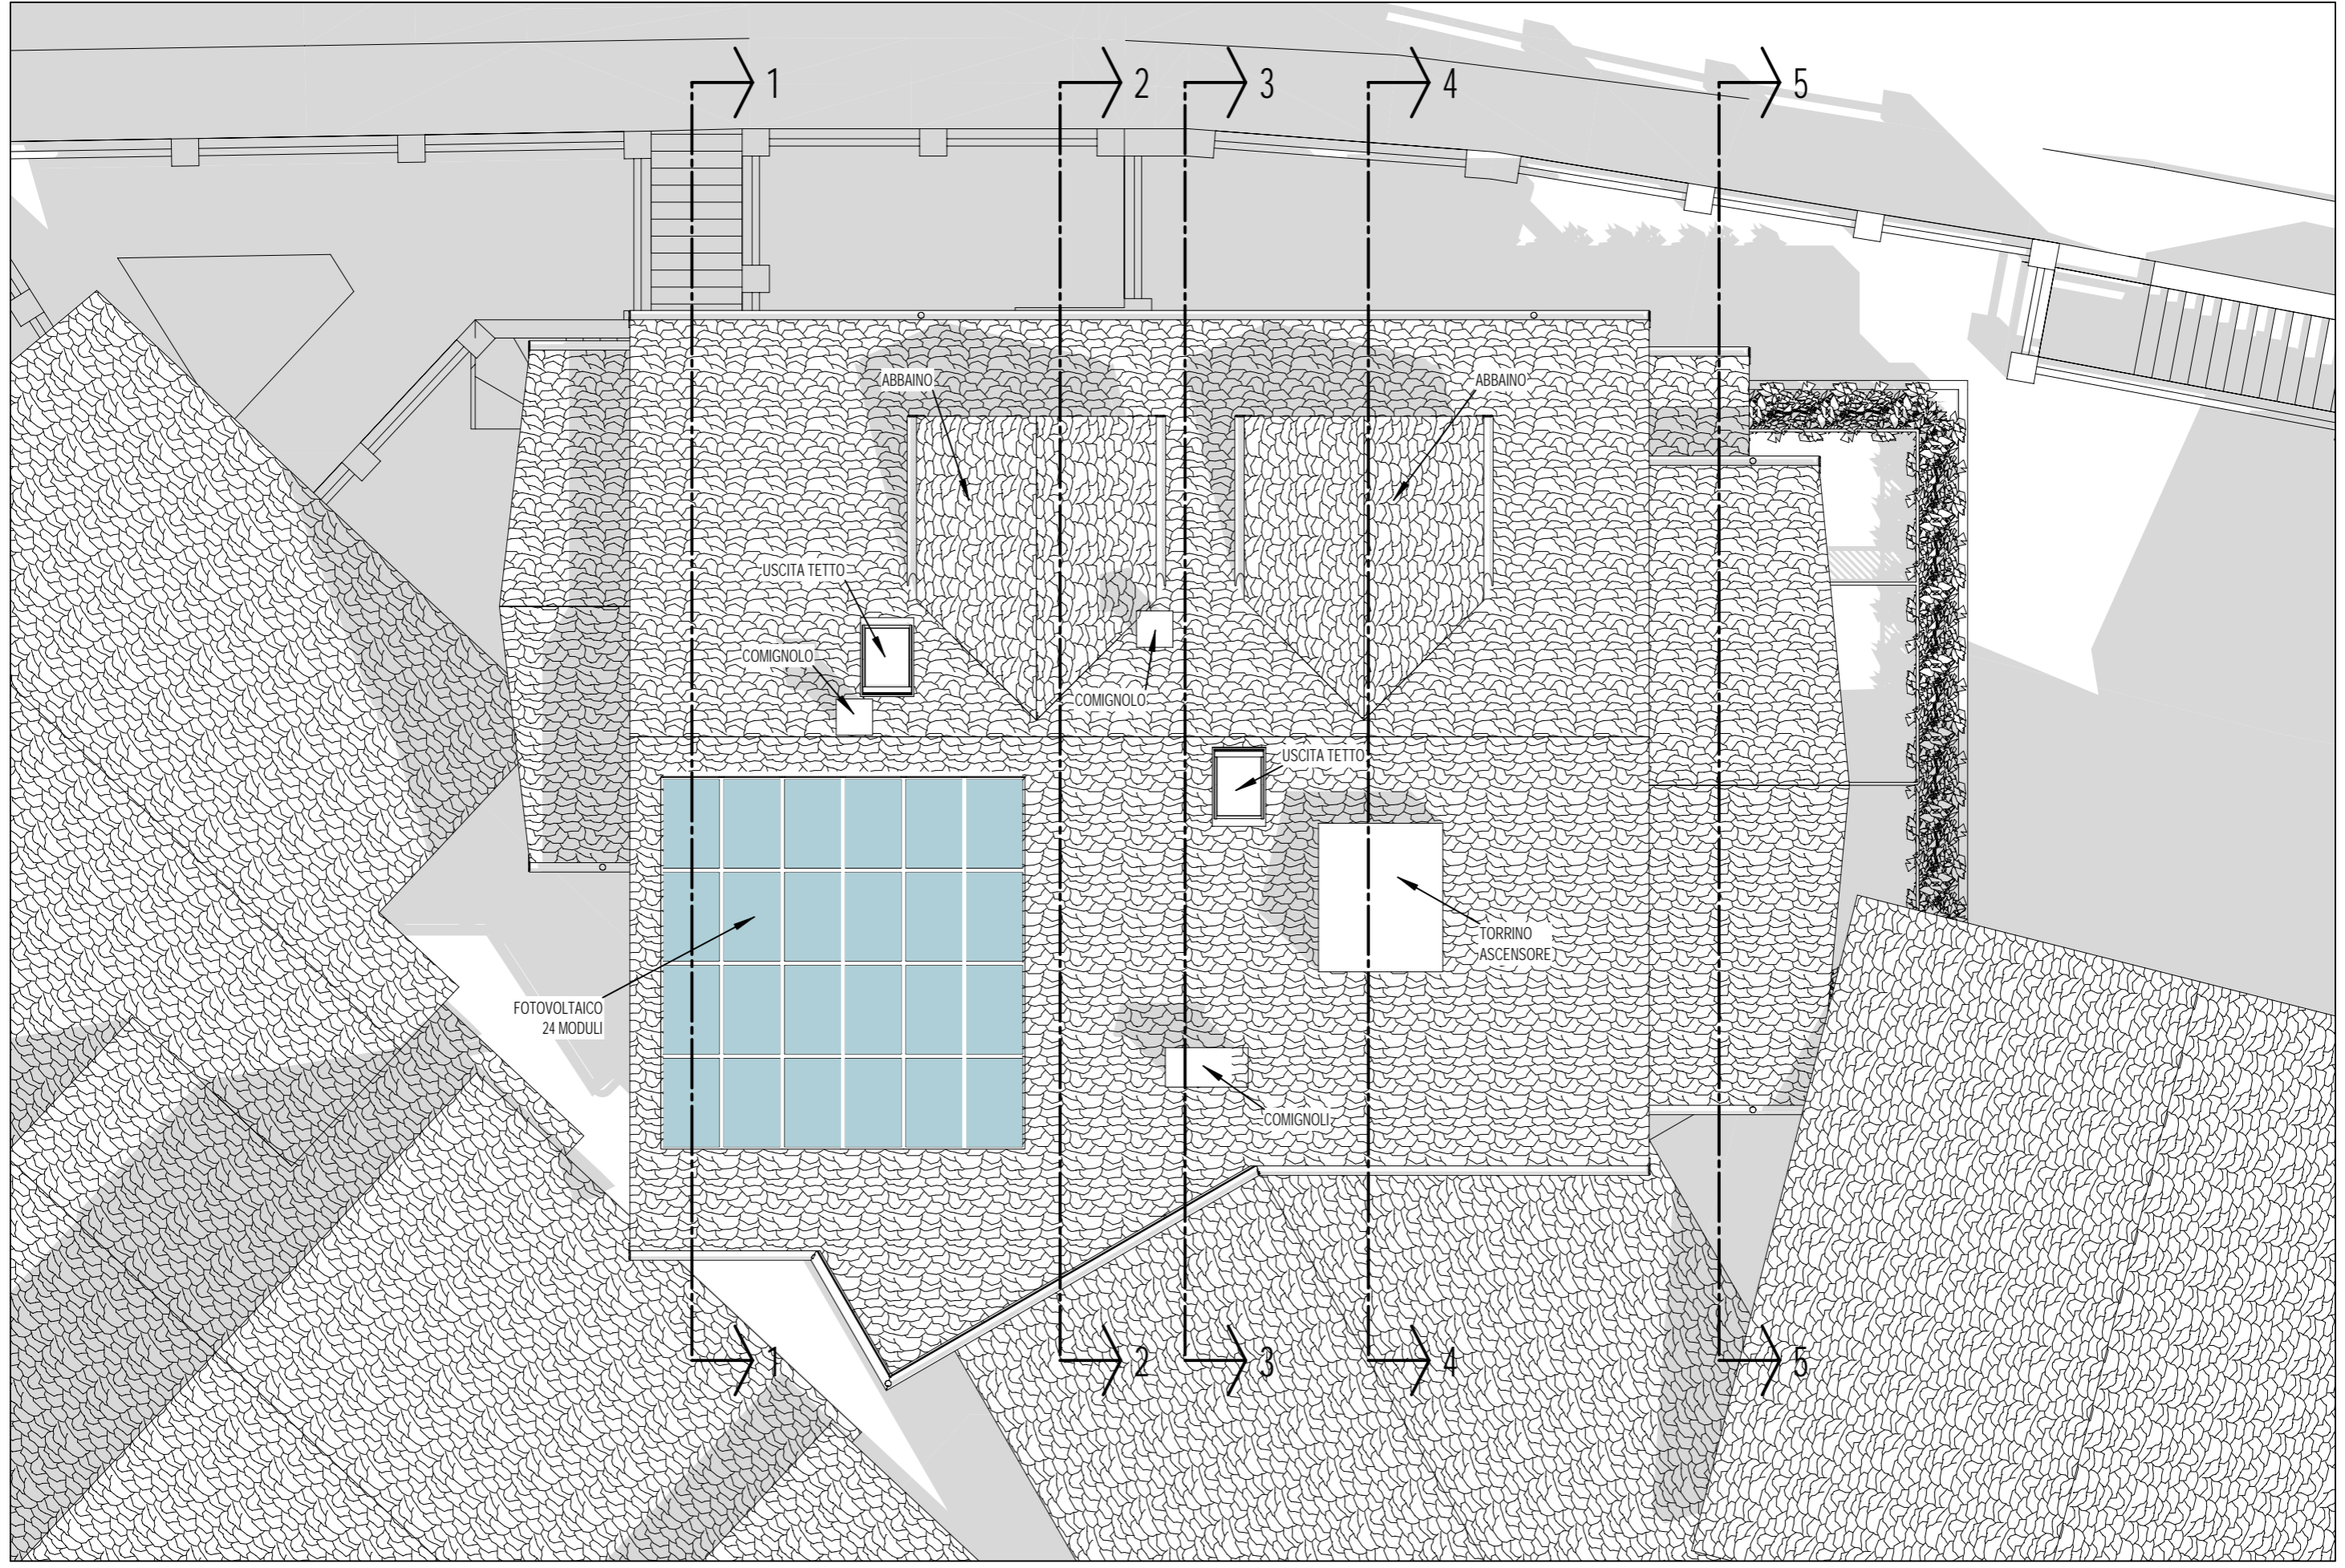 1
2
3
4
5
ABBAINO
ABBAINO
USCITA TETTO
COMIGNOLO
COMIGNOLO
USCITA TETTO
TORRINO
ASCENSORE
FOTOVOLTAICO
24 MODULI
COMIGNOLI
1
2
3
4
5